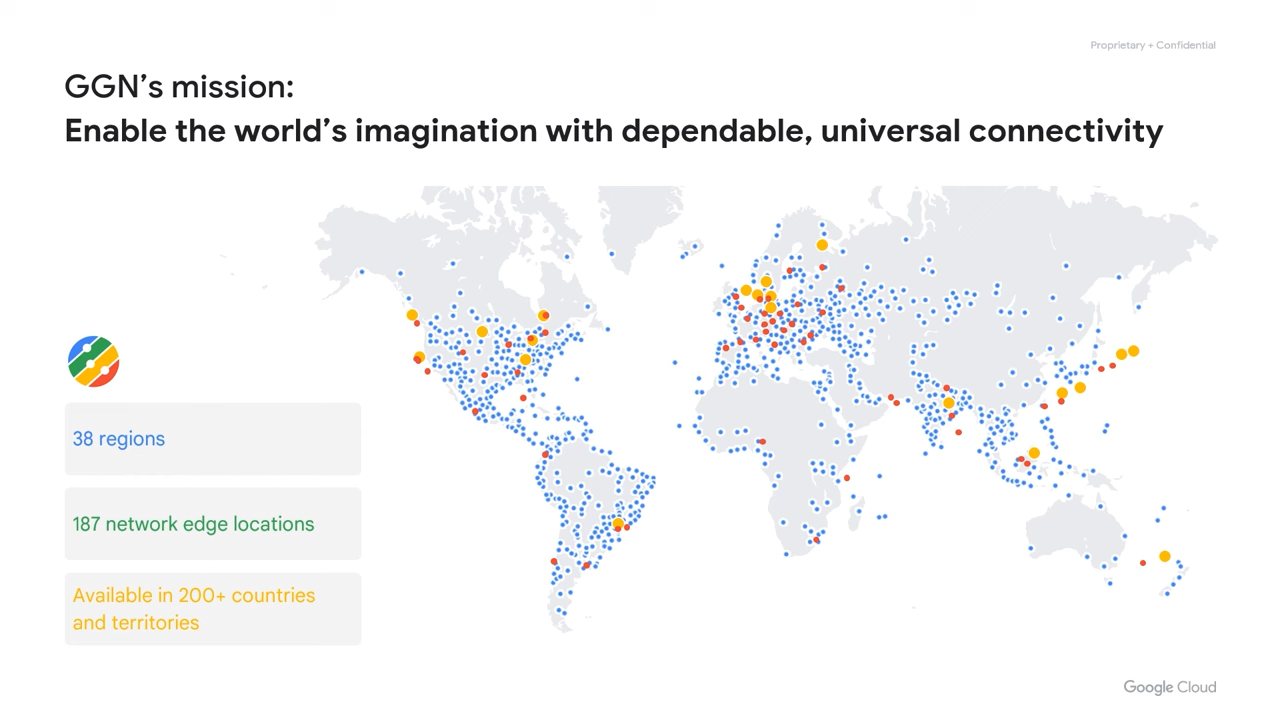 Proprietary + Confidential
GGN’s mission:
Enable the world’s imagination with dependable, universal connectivity
38 regions
187 network edge locations
Available in 200+ countries
and territories
Google Cloud